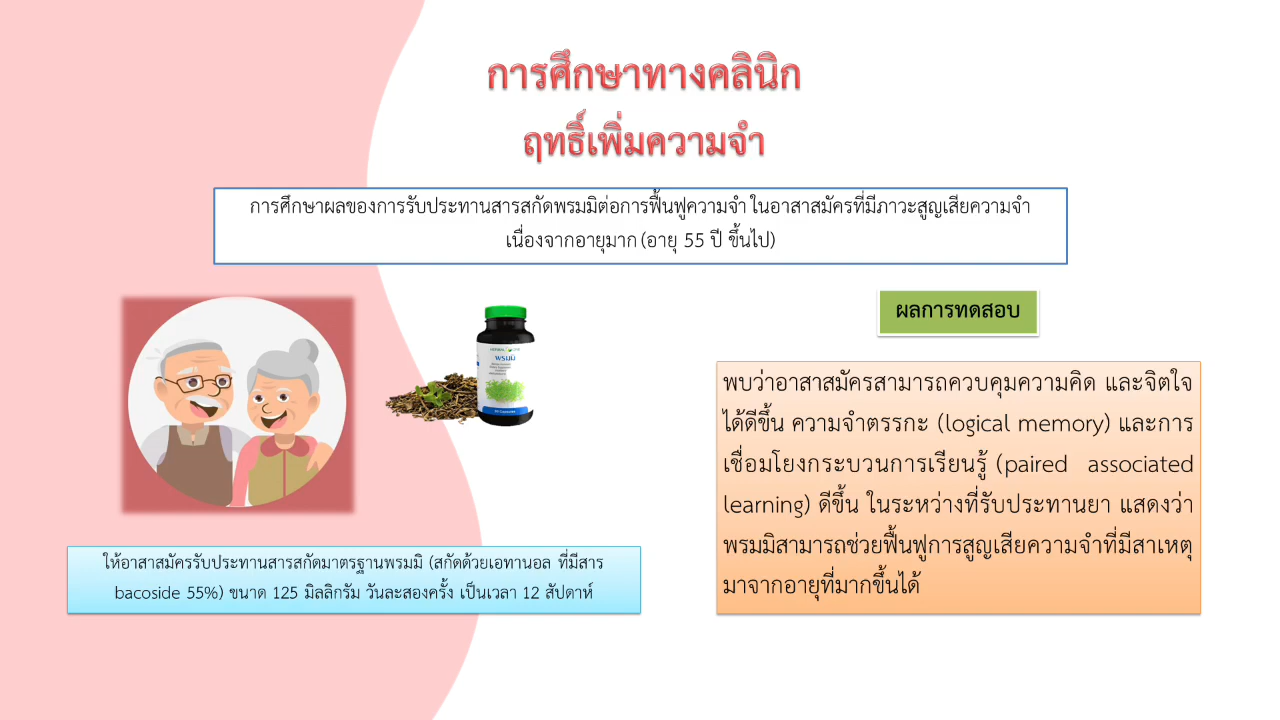 การศึกษาทางคลินิก
ฤทธิ์เพิ่มความจำ
การศึกษาผลของการรับประทานสารสกัดพรมมิต่อการฟื้นฟูความจำ ในอาสาสมัครที่มีภาวะสูญเสียความจำ
เนื่องจากอายุมาก (อายุ 55 ปี ขึ้นไป)
ผลการทดสอบ
พรมมิ
พบว่าอาสาสมัครสามารถควบคุมความคิด และจิตใจ
ได้ดีขึ้น ความจำตรรกะ (logical memory) และการ
เชื่อมโยงกระบวนการเรียนรู้ (paired associated
learning) ดีขึ้น ในระหว่างที่รับประทานยา แสดงว่า
พรมมิสามารถช่วยฟื้นฟูการสูญเสียความจำที่มีสาเหตุ
มาจากอายุที่มากขึ้นได้
ให้อาสาสมัครรับประทานสารสกัดมาตรฐานพรมมิ (สกัดด้วยเอทานอล ที่มีสาร
bacoside 55%) ขนาด 125 มิลลิกรัม วันละสองครั้ง เป็นเวลา 12 สัปดาห์